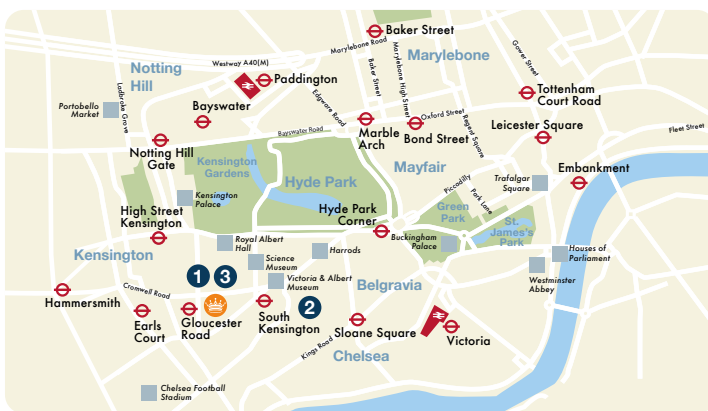 Baker Street
Marylebone Road
Marylebone
Gower Street
Westway A40(M)
Notting
Hill
Paddington
Baker Street
Marylebone High Street
Ladbroke Grove
Edgware Road
Tottenham
Court Road
Portobello
Market
Bayswater
Oxford Street
Regent Square
Leicester Square
Fleet Street
Bayswater Road
Marble
Arch
Bond Street
Notting Hill
Gate
Kensington
Gardens
Hyde Park
Mayfair
Embankment
Trafalgar
Square
Piccadilly
Park Lane
Kensington
Palace
High Street
Kensington
Hyde Park
Corner
Green
Park
St.
James's
Park
Buckingham
Palace
Royal Albert
Hall
Harrods
Houses of
Parliament
Kensington
Science
Museum
Westminster
Abbey
1
3
Victoria & Albert
Museum
Belgravia
Cromwell Road
Hammersmith
2
Earls
Court
Gloucester
Road
South
Kensington
Sloane Square
Victoria
Kings Road
Chelsea
Chelsea Football
Stadium